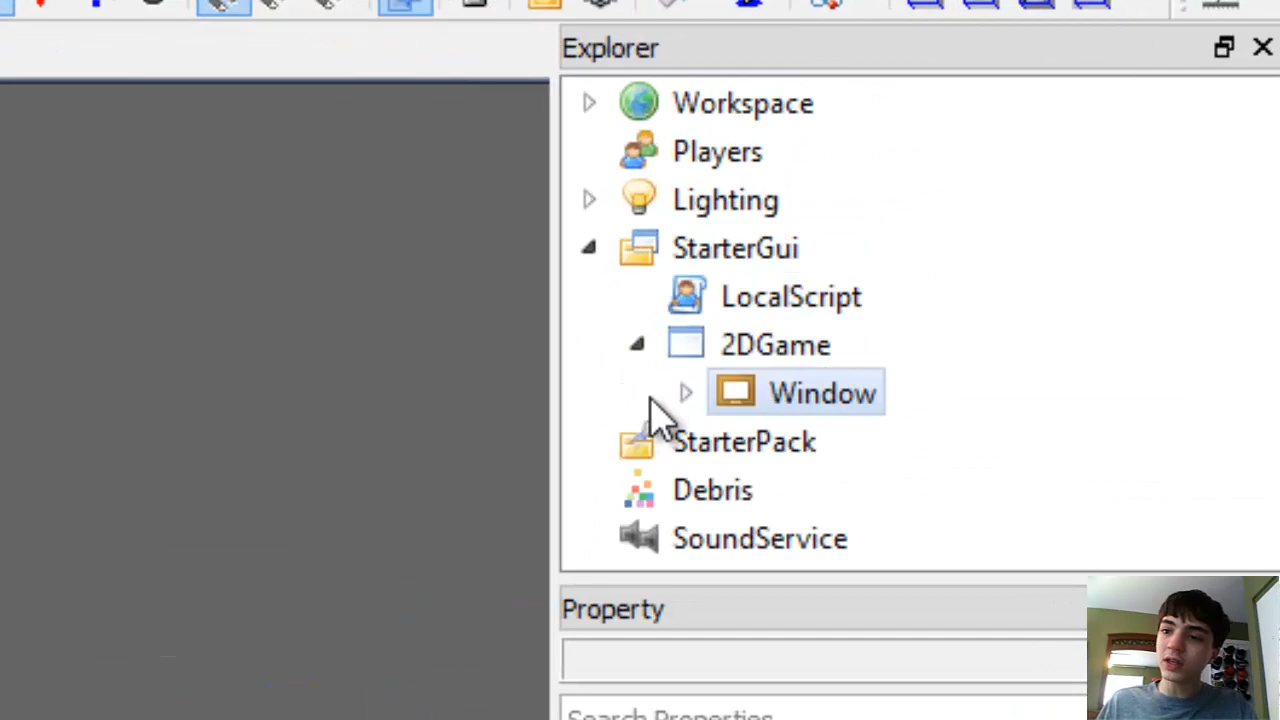 Explorer
Workspace
Players
Lighting
StarterGui
LocalScript
2DGame
Window
StarterPack
Debris
SoundService
Property
Search Properties